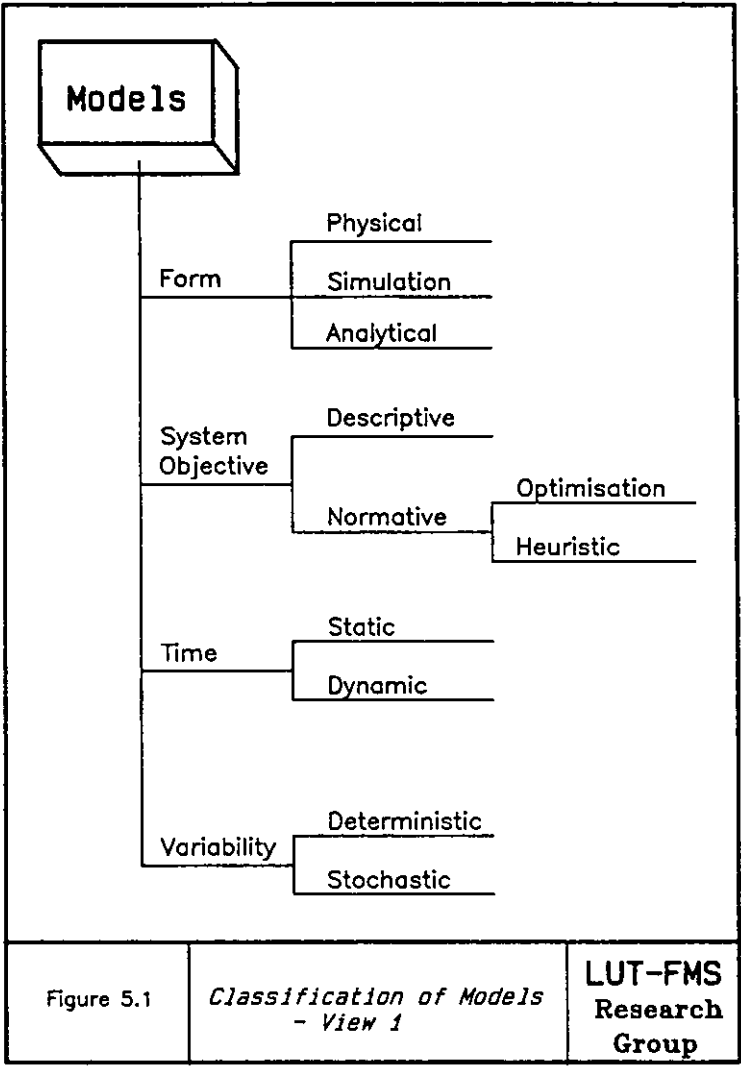 Models
Physical
Form
Simulation
Analytical
Descriptive
System
Objective
Optimisation
Normative
Heuristic
Static
Time
Dynamic
Deterministic
Variability
Stochastic
Figure 5.1
Classification of Models
- View 1
LUT-FMS
Research
Group